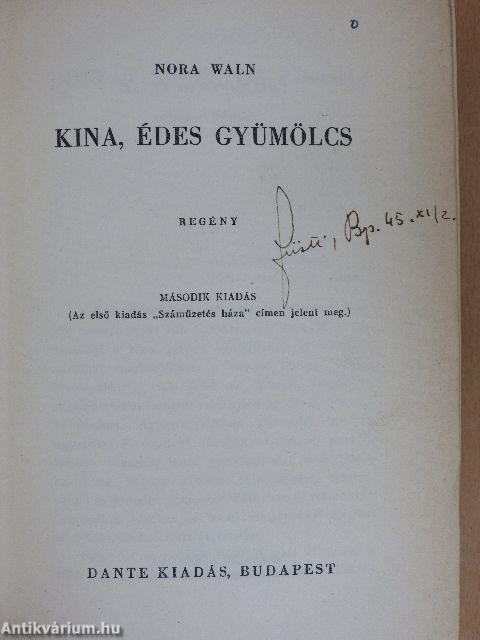 NORA WALN
KINA, ÉDES GYÜMÖLCS
REGÉNY
Bp. 45. XI/2.
MÁSODIK KIADÁS
(Az első kiadás „Száműzetés háza” címen jelent meg.)
DANTE KIADÁS, BUDAPEST
Antikvárium.hu